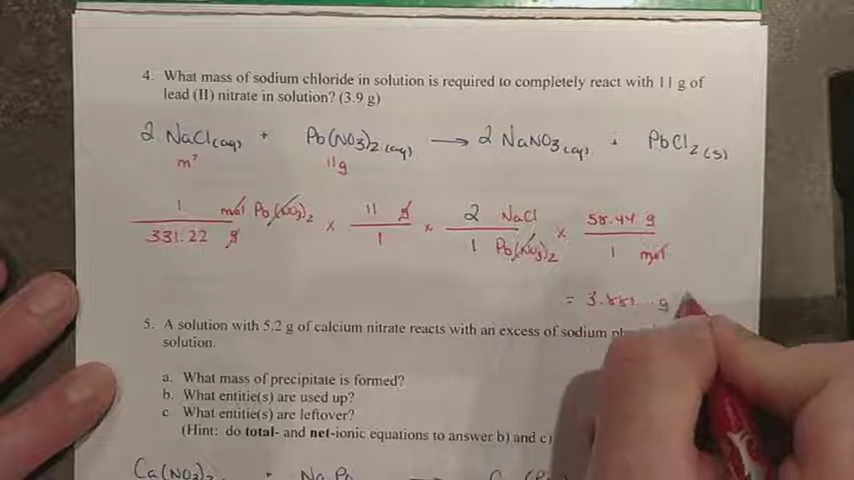 4. What mass of sodium chloride in solution is required to completely react with 11 g of
lead (II) nitrate in solution? (3.9 g)
2 NaCl(aq) + Pb(NO3)2 (aq) → 2 NaNO3 (aq) + PbCl2 (s)
m? 11g
1 mol Pb(NO3)2 × 11 g × 2 NaCl × 58.44 g
331.22 g 1 1 Pb(NO3)2 1 mol
= 3.881... g
5. A solution with 5.2 g of calcium nitrate reacts with an excess of sodium
solution.
a. What mass of precipitate is formed?
b. What entitie(s) are used up?
c. What entitie(s) are leftover?
(Hint: do total- and net-ionic equations to answer b) and c)
Ca(NO3)2 +